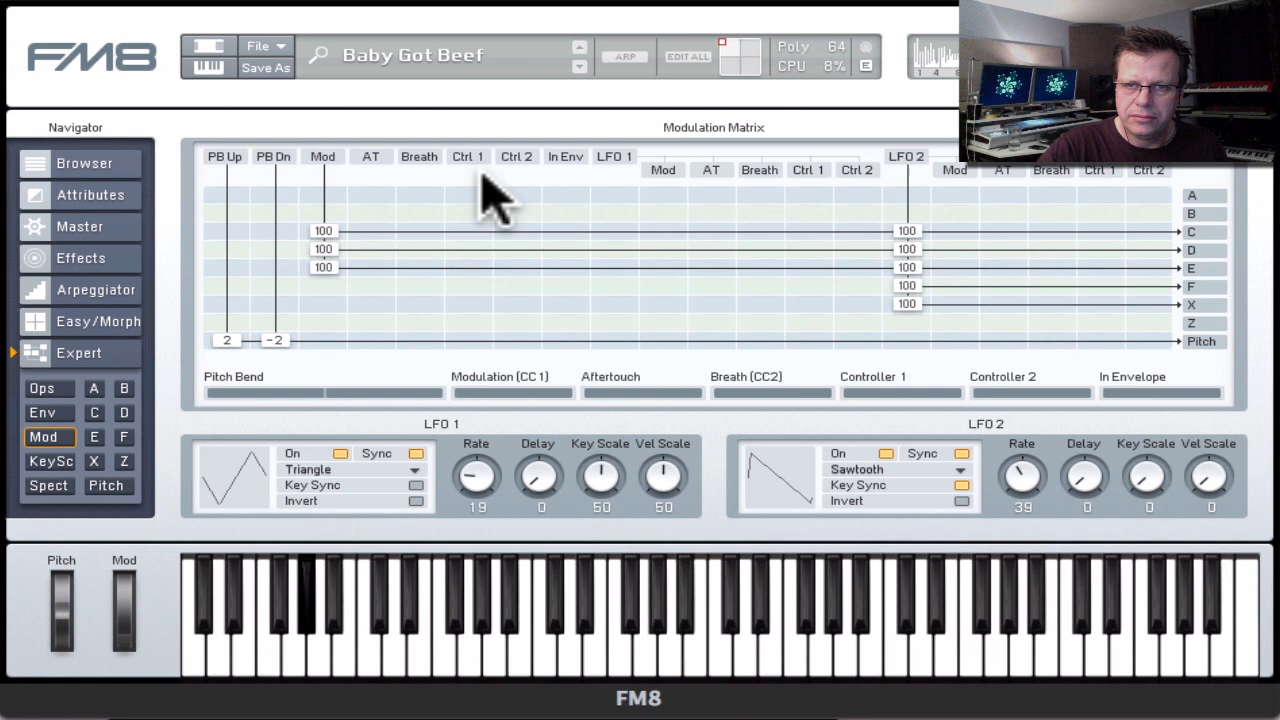 FM8
File
Save As
Baby Got Beef
ARP
EDIT ALL
Poly 64
CPU 8%
E
1 4
Navigator
Browser
Attributes
Master
Effects
Arpeggiator
Easy/Morph
Expert
Ops A B
Env C D
Mod E F
KeySc X Z
Spect Pitch
Modulation Matrix
PB Up PB Dn Mod AT Breath Ctrl 1 Ctrl 2 In Env LFO 1 LFO 2
Mod AT Breath Ctrl 1 Ctrl 2 Mod AT Breath Ctrl 1 Ctrl 2
A
B
100 100 C
100 100 D
100 100 E
100 F
100 X
Z
2 -2 Pitch
Pitch Bend Modulation (CC 1) Aftertouch Breath (CC2) Controller 1 Controller 2 In Envelope
LFO 1
On Sync
Triangle
Key Sync
Invert
Rate Delay Key Scale Vel Scale
19 0 50 50
LFO 2
On Sync
Sawtooth
Key Sync
Invert
Rate Delay Key Scale Vel Scale
39 0 0 0
Pitch Mod
FM8